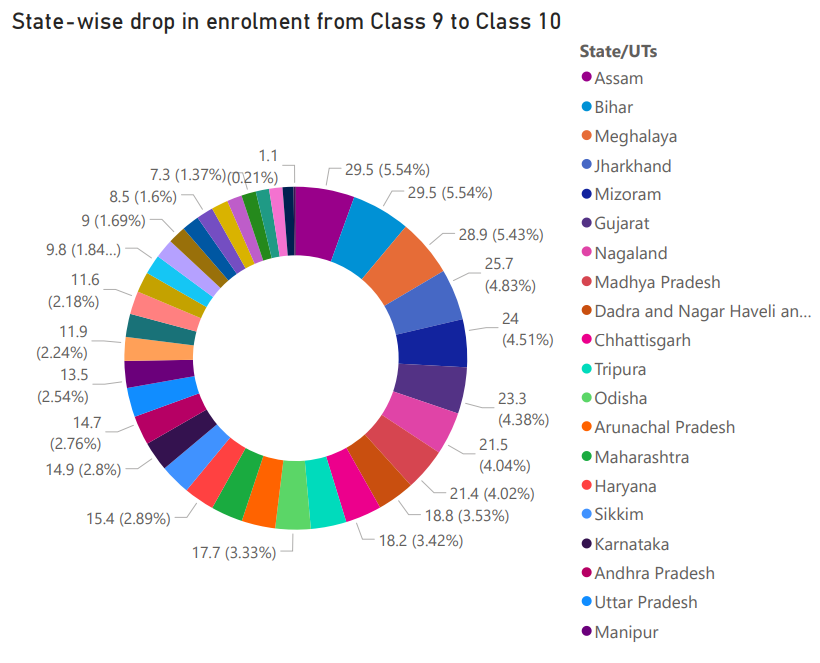 State-wise drop in enrolment from Class 9 to Class 10
State/UTs
Assam
Bihar
Meghalaya
Jharkhand
Mizoram
Gujarat
Nagaland
Madhya Pradesh
Dadra and Nagar Haveli an...
Chhattisgarh
Tripura
Odisha
Arunachal Pradesh
Maharashtra
Haryana
Sikkim
Karnataka
Andhra Pradesh
Uttar Pradesh
Manipur
29.5 (5.54%)
29.5 (5.54%)
28.9 (5.43%)
25.7
(4.83%)
24
(4.51%)
23.3
(4.38%)
21.5
(4.04%)
21.4 (4.02%)
18.8 (3.53%)
18.2 (3.42%)
17.7 (3.33%)
15.4 (2.89%)
14.9 (2.8%)
14.7
(2.76%)
13.5
(2.54%)
11.9
(2.24%)
11.6
(2.18%)
9.8 (1.84...)
9 (1.69%)
8.5 (1.6%)
7.3 (1.37%)
1.1
(0.21%)